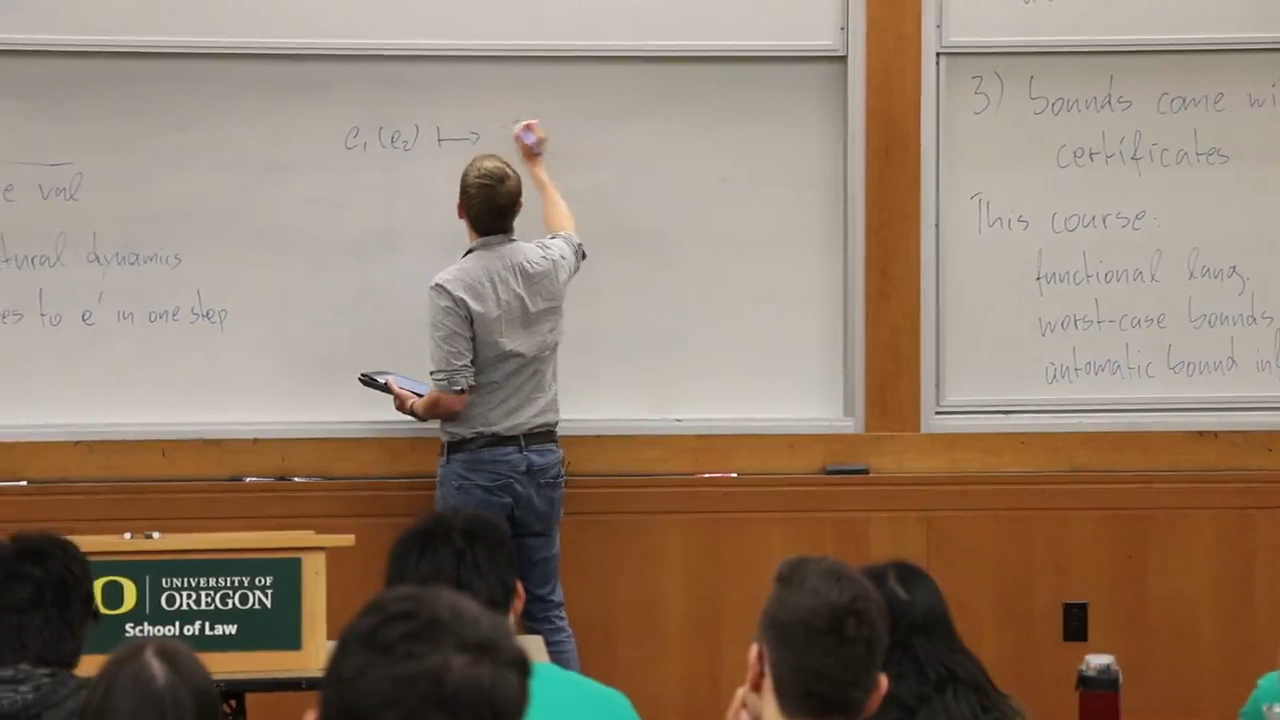 e val
tural dynamics
es to e' in one step
e₁(e₂) ↦
3) bounds come wi
certificates
This course:
functional lang.
worst-case bounds
automatic bound in
UNIVERSITY OF
OREGON
School of Law